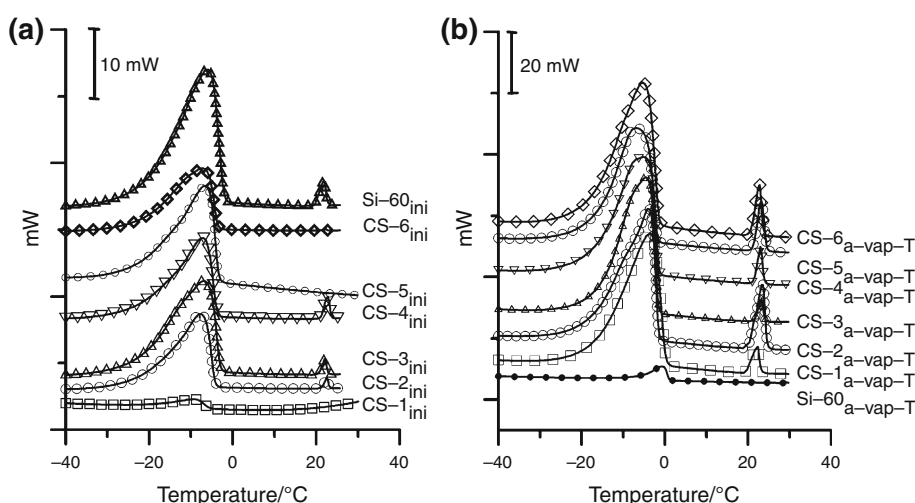 (a)
10 mW
mW
Si–60ini
CS–6ini
CS–5ini
CS–4ini
CS–3ini
CS–2ini
CS–1ini
−40 −20 0 20 40
Temperature/°C
(b)
20 mW
mW
CS–6a–vap–T
CS–5a–vap–T
CS–4a–vap–T
CS–3a–vap–T
CS–2a–vap–T
CS–1a–vap–T
Si–60a–vap–T
−40 −20 0 20 40
Temperature/°C